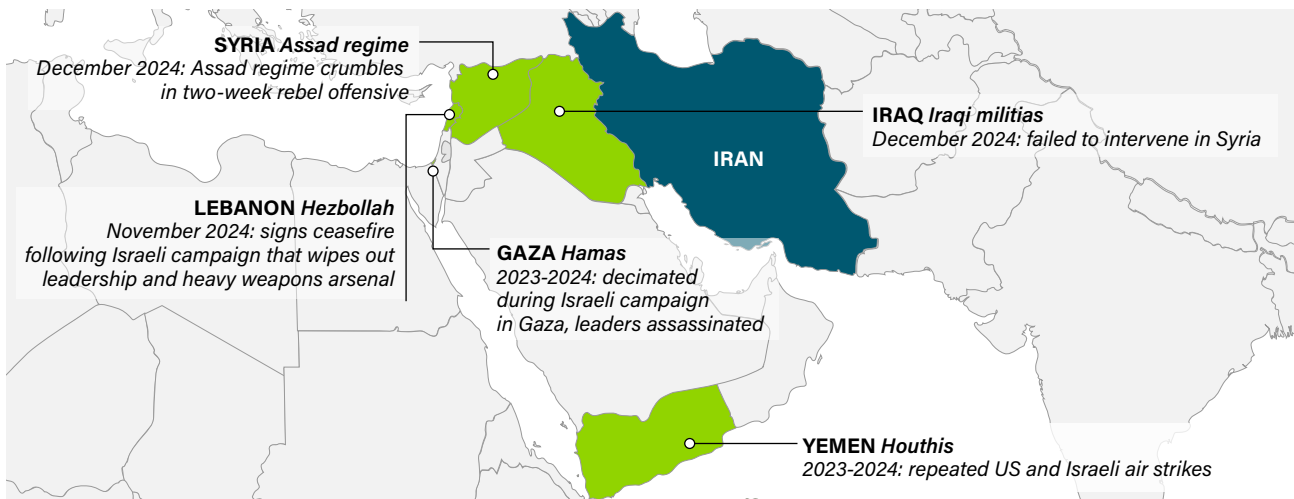 SYRIA Assad regime
December 2024: Assad regime crumbles
in two-week rebel offensive
IRAQ Iraqi militias
December 2024: failed to intervene in Syria
IRAN
LEBANON Hezbollah
November 2024: signs ceasefire
following Israeli campaign that wipes out
leadership and heavy weapons arsenal
GAZA Hamas
2023-2024: decimated
during Israeli campaign
in Gaza, leaders assassinated
YEMEN Houthis
2023-2024: repeated US and Israeli air strikes